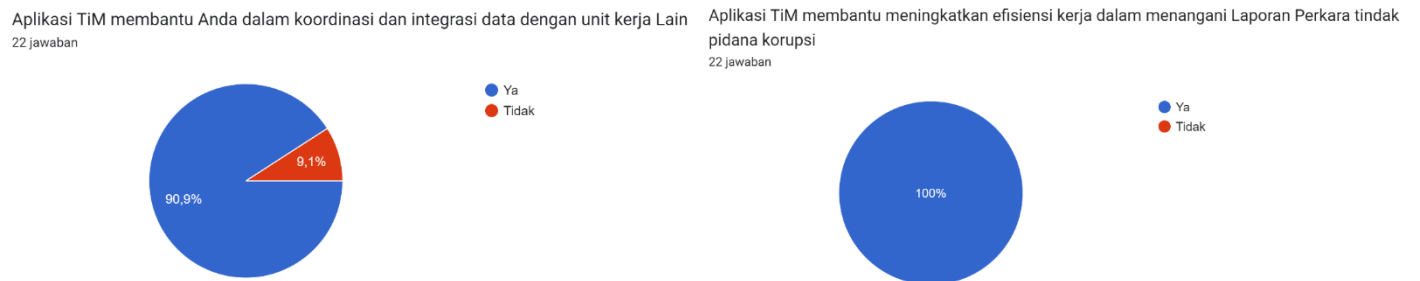 Aplikasi TiM membantu Anda dalam koordinasi dan integrasi data dengan unit kerja Lain
22 jawaban
Ya
Tidak
9,1%
90,9%
Aplikasi TiM membantu meningkatkan efisiensi kerja dalam menangani Laporan Perkara tindak
pidana korupsi
22 jawaban
Ya
Tidak
100%